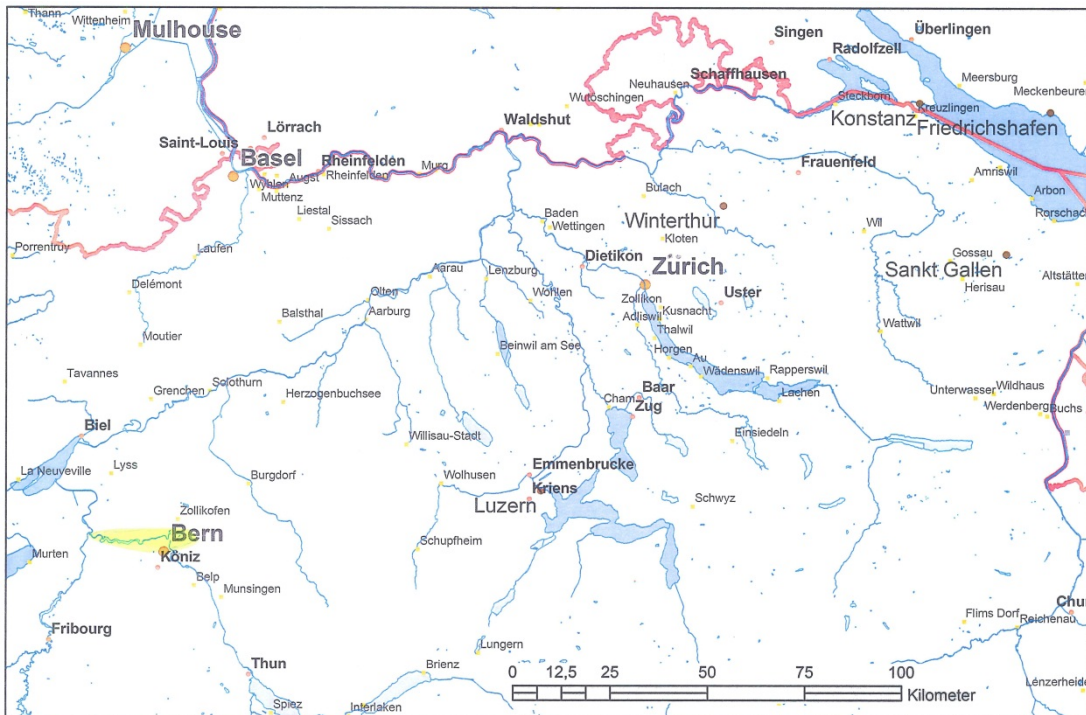 Thann
Wittenheim
Mulhouse
Singen
Überlingen
Radolfzell
Schaffhausen
Neuhausen
Meersburg
Meckenbeuren
Wutöschingen
Steckborn
Kreuzlingen
Konstanz
Friedrichshafen
Lörrach
Waldshut
Saint-Louis
Basel
Rheinfelden
Murg
Frauenfeld
Augst
Rheinfelden
Wyhlen
Muttenz
Amriswil
Arbon
Bulach
Liestal
Sissach
Baden
Wettingen
Winterthur
Wil
Rorschach
Kloten
Porrentruy
Laufen
Gossau
Sankt Gallen
Altstätten
Dietikon
Zürich
Aarau
Lenzburg
Herisau
Delémont
Olten
Wohlen
Zollikon
Uster
Kusnacht
Balsthal
Aarburg
Adliswil
Thalwil
Wattwil
Moutier
Beinwil am See
Horgen
Au
Wädenswil
Rapperswil
Tavannes
Grenchen
Solothurn
Herzogenbuchsee
Baar
Cham
Zug
Lachen
Unterwasser
Wildhaus
Werdenberg
Buchs
Biel
Willisau-Stadt
Einsiedeln
La Neuveville
Lyss
Burgdorf
Wolhusen
Emmenbrucke
Kriens
Luzern
Schwyz
Zollikofen
Bern
Murten
Köniz
Schupfheim
Belp
Munsingen
Chur
Flims Dorf
Reichenau
Fribourg
Lungern
Thun
Brienz
0 12,5 25 50 75 100
Kilometer
Lenzerheide
Spiez
Interlaken